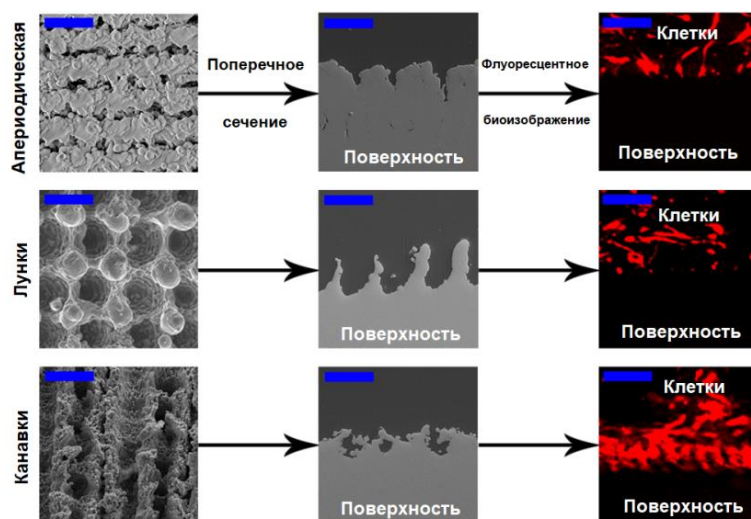 Апериодическая
Поперечное
сечение
Поверхность
Флуоресцентное
биоизображение
Клетки
Поверхность
Лунки
Поверхность
Клетки
Поверхность
Канавки
Поверхность
Клетки
Поверхность